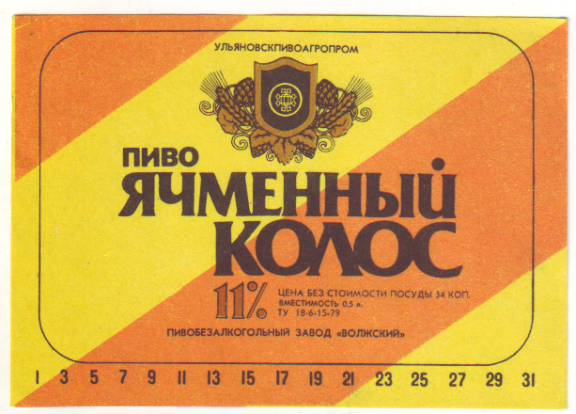 УЛЬЯНОВСКПИВОАГРОПРОМ
ПИВО
ЯЧМЕННЫЙ
КОЛОС
11% ЦЕНА БЕЗ СТОИМОСТИ ПОСУДЫ 34 КОП.
ВМЕСТИМОСТЬ 0,5 л.
ТУ 18-6-15-79
ПИВОБЕЗАЛКОГОЛЬНЫЙ ЗАВОД «ВОЛЖСКИЙ»
1 3 5 7 9 11 13 15 17 19 21 23 25 27 29 31